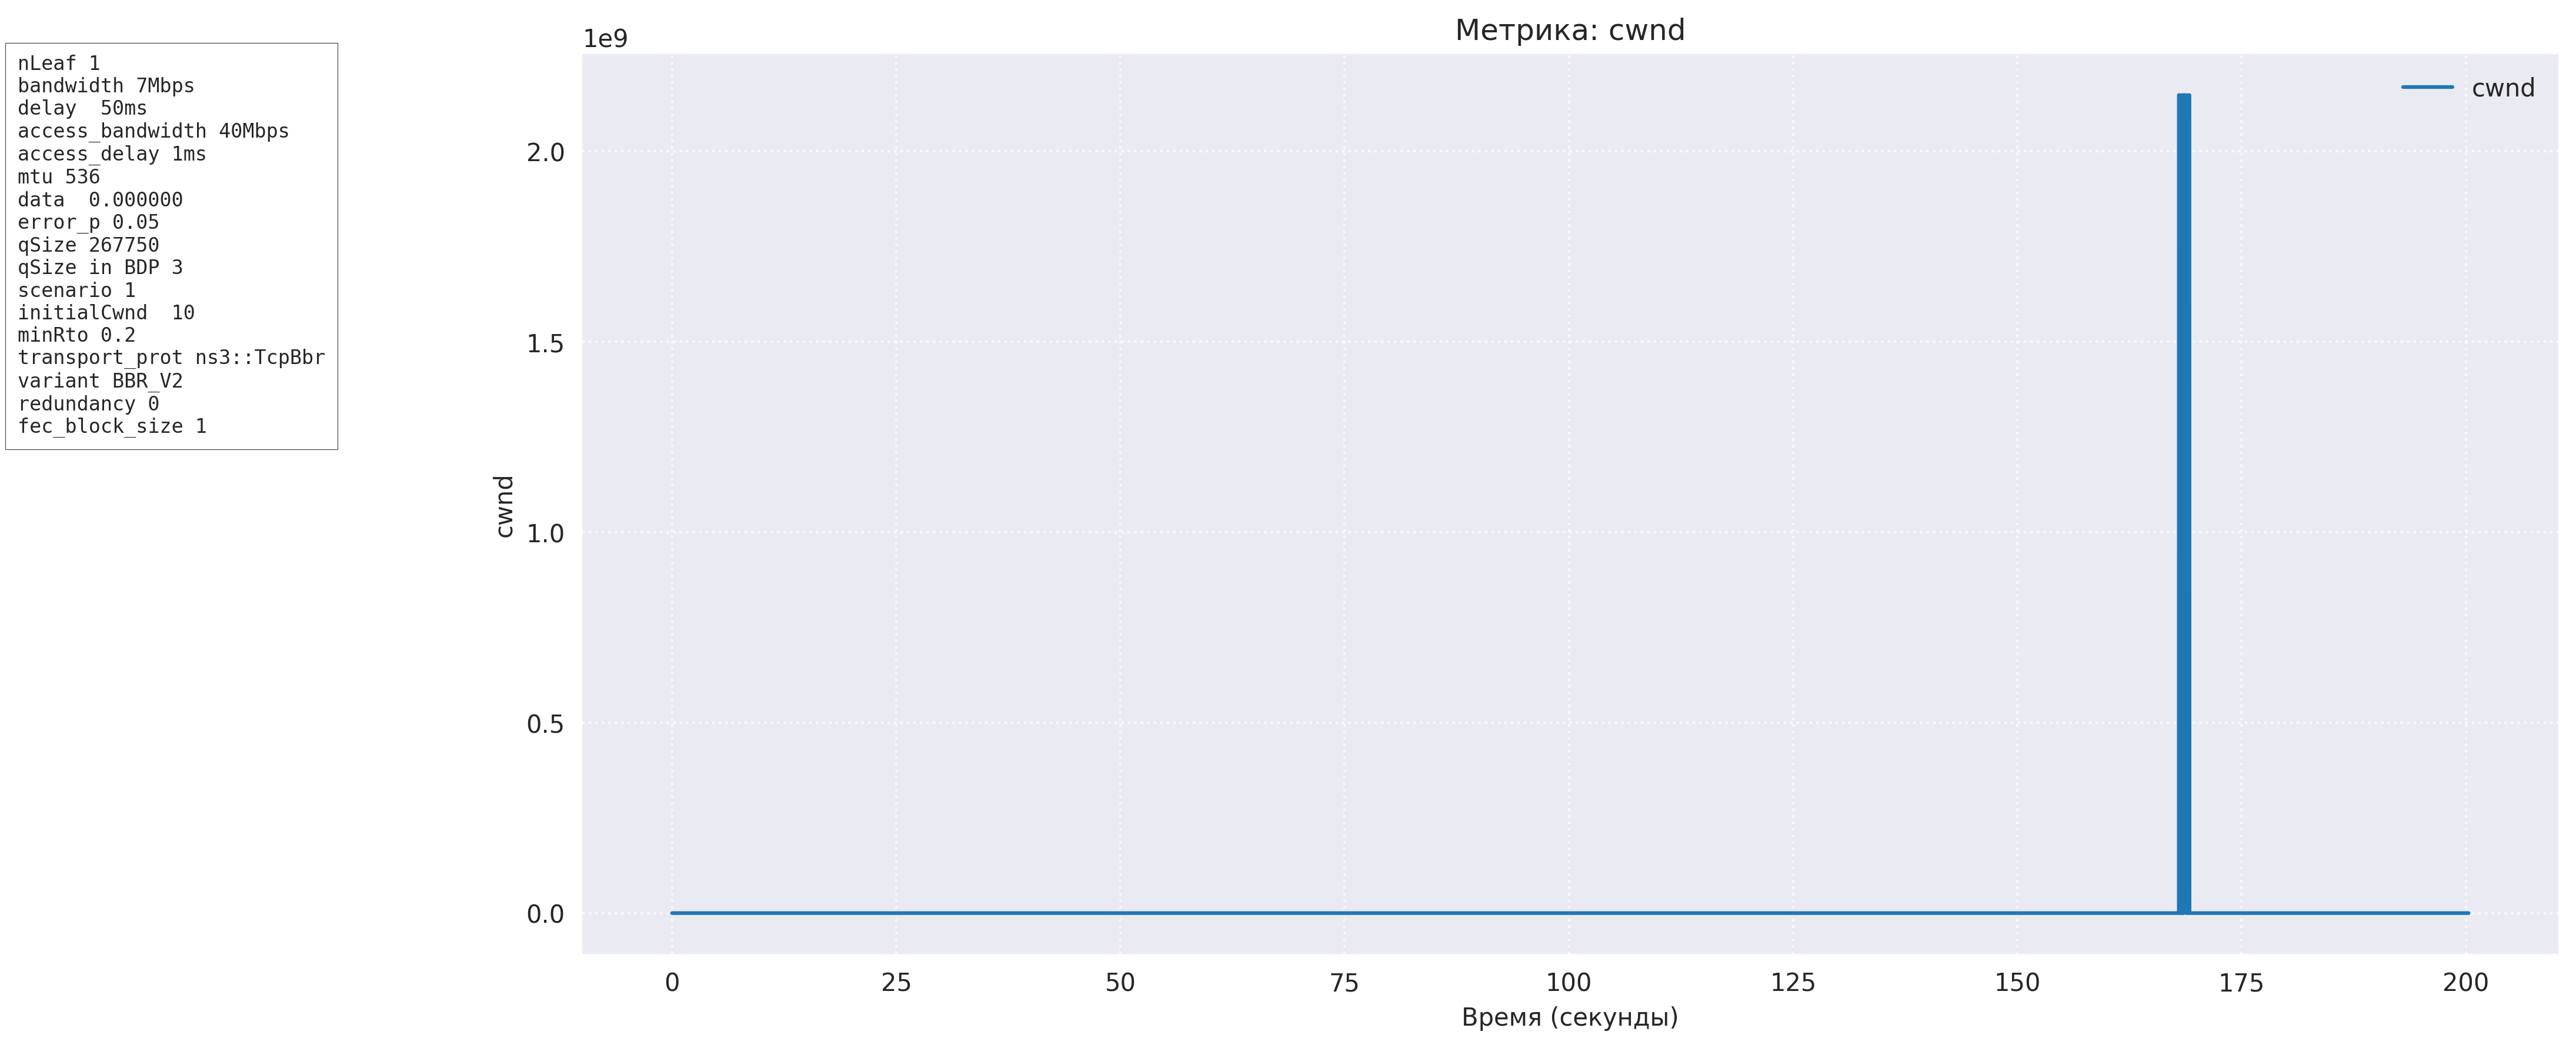 nLeaf 1
bandwidth 7Mbps
delay  50ms
access_bandwidth 40Mbps
access_delay 1ms
mtu 536
data  0.000000
error_p 0.05
qSize 267750
qSize in BDP 3
scenario 1
initialCwnd  10
minRto 0.2
transport_prot ns3::TcpBbr
variant BBR_V2
redundancy 0
fec_block_size 1
Метрика: cwnd
1e9
cwnd
2.0
1.5
1.0
0.5
0.0
cwnd
0 25 50 75 100 125 150 175 200
Время (секунды)